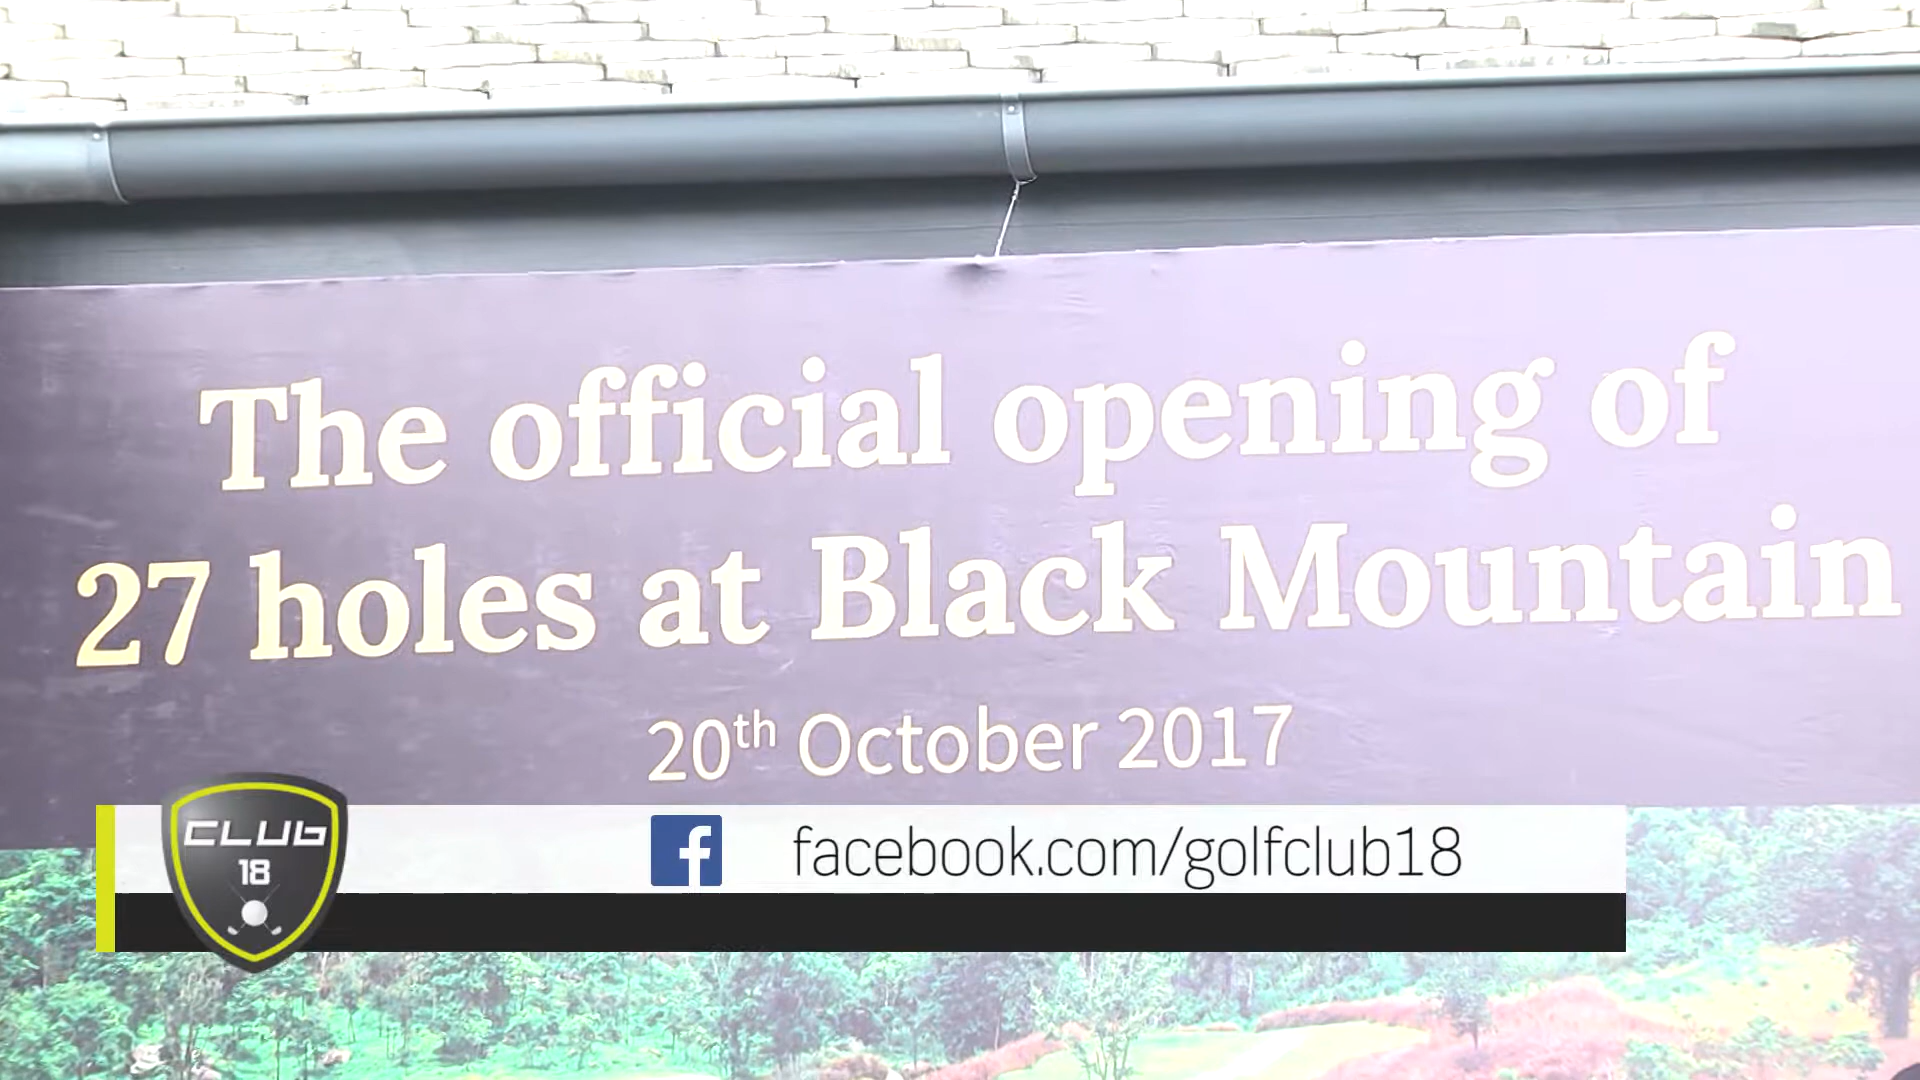 The official opening of
27 holes at Black Mountain
20th October 2017
CLUB
18
facebook.com/golfclub18